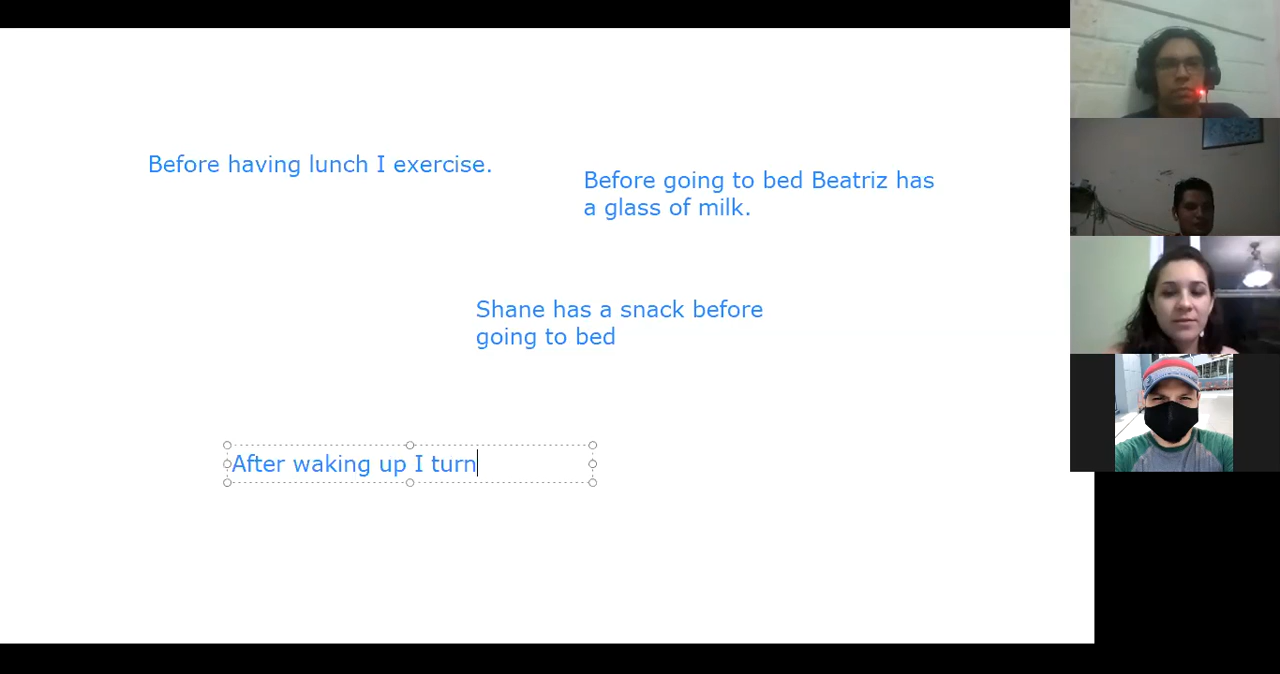 Before having lunch I exercise.
Before going to bed Beatriz has
a glass of milk.
Shane has a snack before
going to bed
After waking up I turn